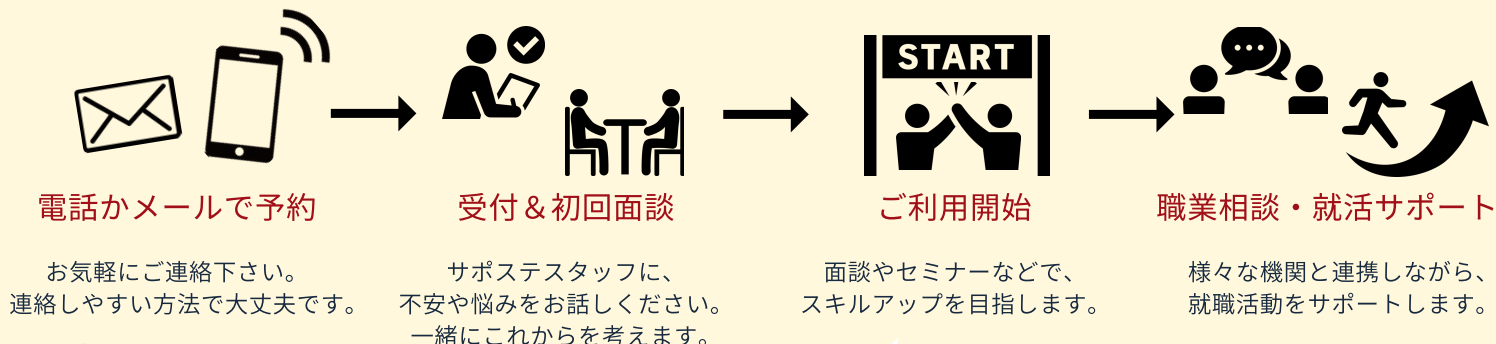 START
電話かメールで予約
お気軽にご連絡下さい。
連絡しやすい方法で大丈夫です。
受付＆初回面談
サポステスタッフに、
不安や悩みをお話しください。
一緒にこれからを考えます。
ご利用開始
面談やセミナーなどで、
スキルアップを目指します。
職業相談・就活サポート
様々な機関と連携しながら、
就職活動をサポートします。